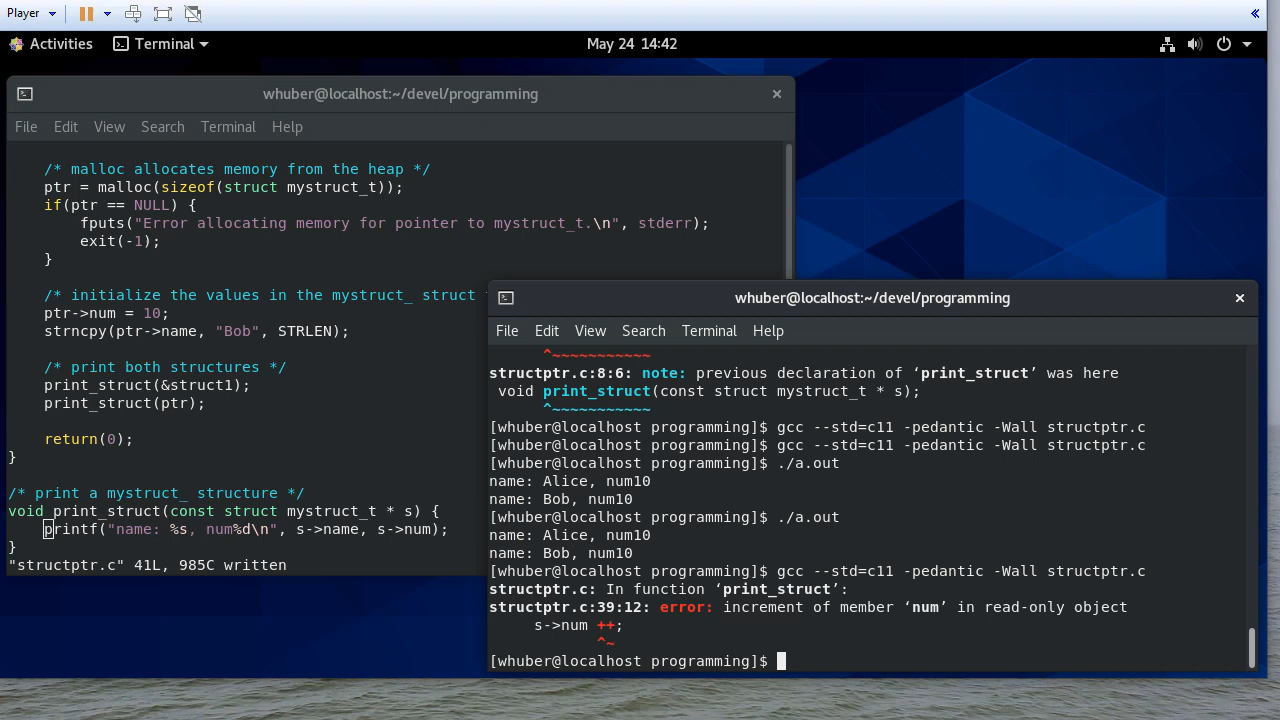 Player
Activities Terminal May 24 14:42
whuber@localhost:~/devel/programming
File Edit View Search Terminal Help
/* malloc allocates memory from the heap */
ptr = malloc(sizeof(struct mystruct_t));
if(ptr == NULL) {
fputs("Error allocating memory for pointer to mystruct_t.\n", stderr);
exit(-1);
}
/* initialize the values in the mystruct_ struct
ptr->num = 10;
strncpy(ptr->name, "Bob", STRLEN);
/* print both structures */
print_struct(&struct1);
print_struct(ptr);
return(0);
}
/* print a mystruct_ structure */
void print_struct(const struct mystruct_t * s) {
printf("name: %s, num%d\n", s->name, s->num);
}
"structptr.c" 41L, 985C written
whuber@localhost:~/devel/programming
File Edit View Search Terminal Help
^~~~~~~~~~~~
structptr.c:8:6: note: previous declaration of ‘print_struct’ was here
void print_struct(const struct mystruct_t * s);
^~~~~~~~~~~~
[whuber@localhost programming]$ gcc --std=c11 -pedantic -Wall structptr.c
[whuber@localhost programming]$ gcc --std=c11 -pedantic -Wall structptr.c
[whuber@localhost programming]$ ./a.out
name: Alice, num10
name: Bob, num10
[whuber@localhost programming]$ ./a.out
name: Alice, num10
name: Bob, num10
[whuber@localhost programming]$ gcc --std=c11 -pedantic -Wall structptr.c
structptr.c: In function ‘print_struct’:
structptr.c:39:12: error: increment of member ‘num’ in read-only object
s->num ++;
^~
[whuber@localhost programming]$